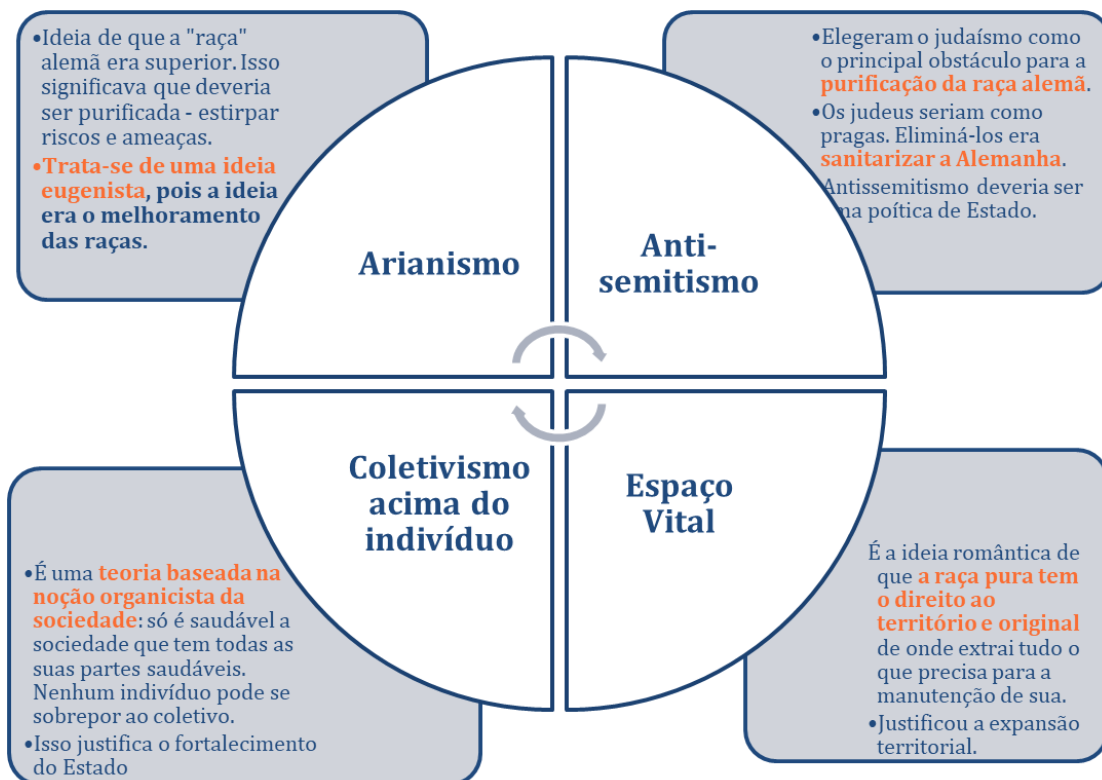 •Ideia de que a "raça"
alemã era superior. Isso
significava que deveria
ser purificada - estirpar
riscos e ameaças.
•Trata-se de uma ideia
eugenista, pois a ideia
era o melhoramento
das raças.
•Elegeram o judaísmo como
o principal obstáculo para a
purificação da raça alemã.
•Os judeus seriam como
pragas. Eliminá-los era
sanitarizar a Alemanha.
Antissemitismo deveria ser
poítica de Estado.
Arianismo
Anti-
semitismo
Coletivismo
acima do
indivíduo
Espaço
Vital
•É uma teoria baseada na
noção organicista da
sociedade: só é saudável a
sociedade que tem todas as
suas partes saudáveis.
Nenhum indivíduo pode se
sobrepor ao coletivo.
•Isso justifica o fortalecimento
do Estado
É a ideia romântica de
que a raça pura tem
o direito ao
território e original
de onde extrai tudo o
que precisa para a
manutenção de sua.
•Justificou a expansão
territorial.